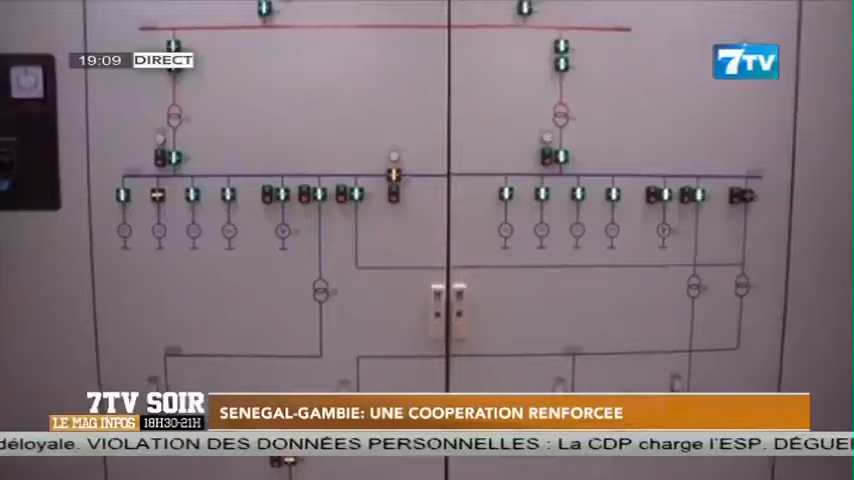 19:09 DIRECT
7TV
7TV SOIR
LE MAG INFOS 18H30-21H
SENEGAL-GAMBIE: UNE COOPERATION RENFORCEE
déloyale. VIOLATION DES DONNÉES PERSONNELLES : La CDP charge l'ESP. DÉGUER